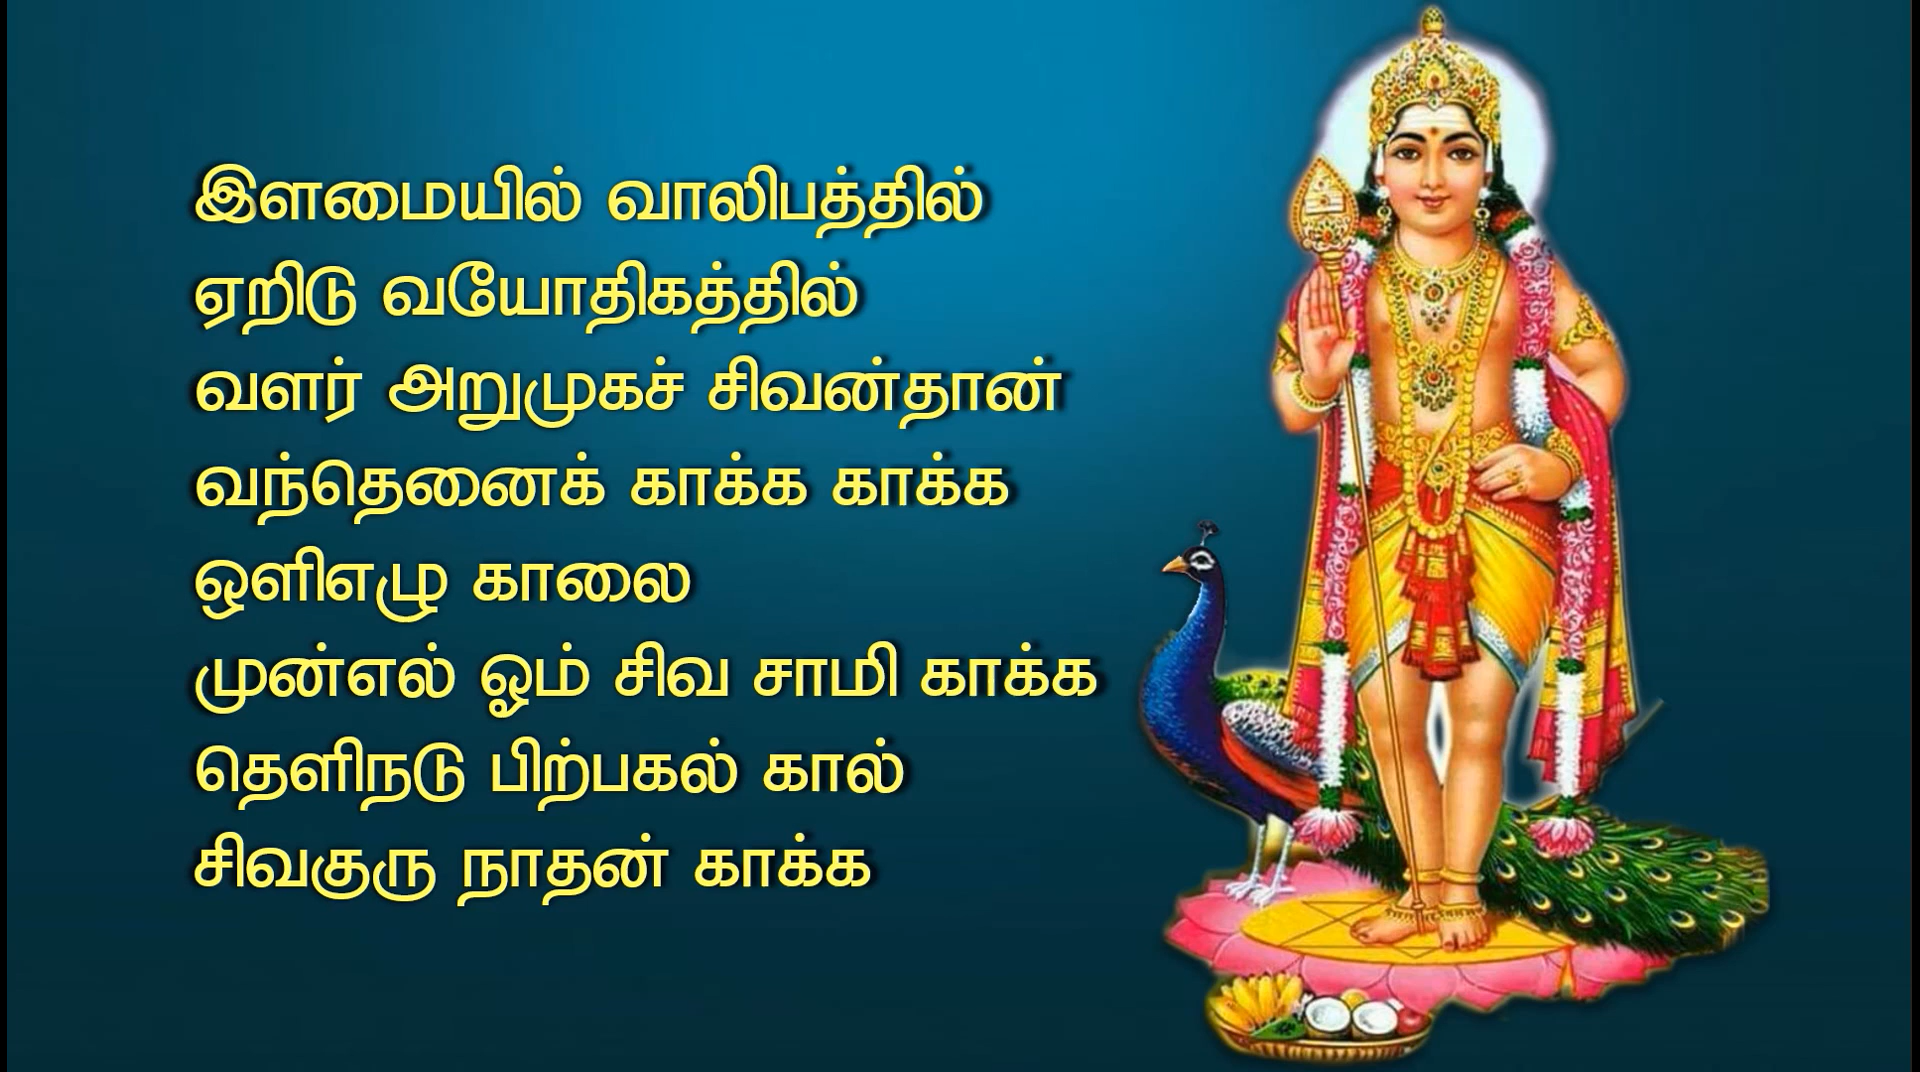 இளமையில் வாலிபத்தில்
ஏறிடு வயோதிகத்தில்
வளர் அறுமுகச் சிவன்தான்
வந்தெனைக் காக்க காக்க
ஒளிஎழு காலை
முன்எல் ஓம் சிவ சாமி காக்க
தெளிநடு பிற்பகல் கால்
சிவகுரு நாதன் காக்க